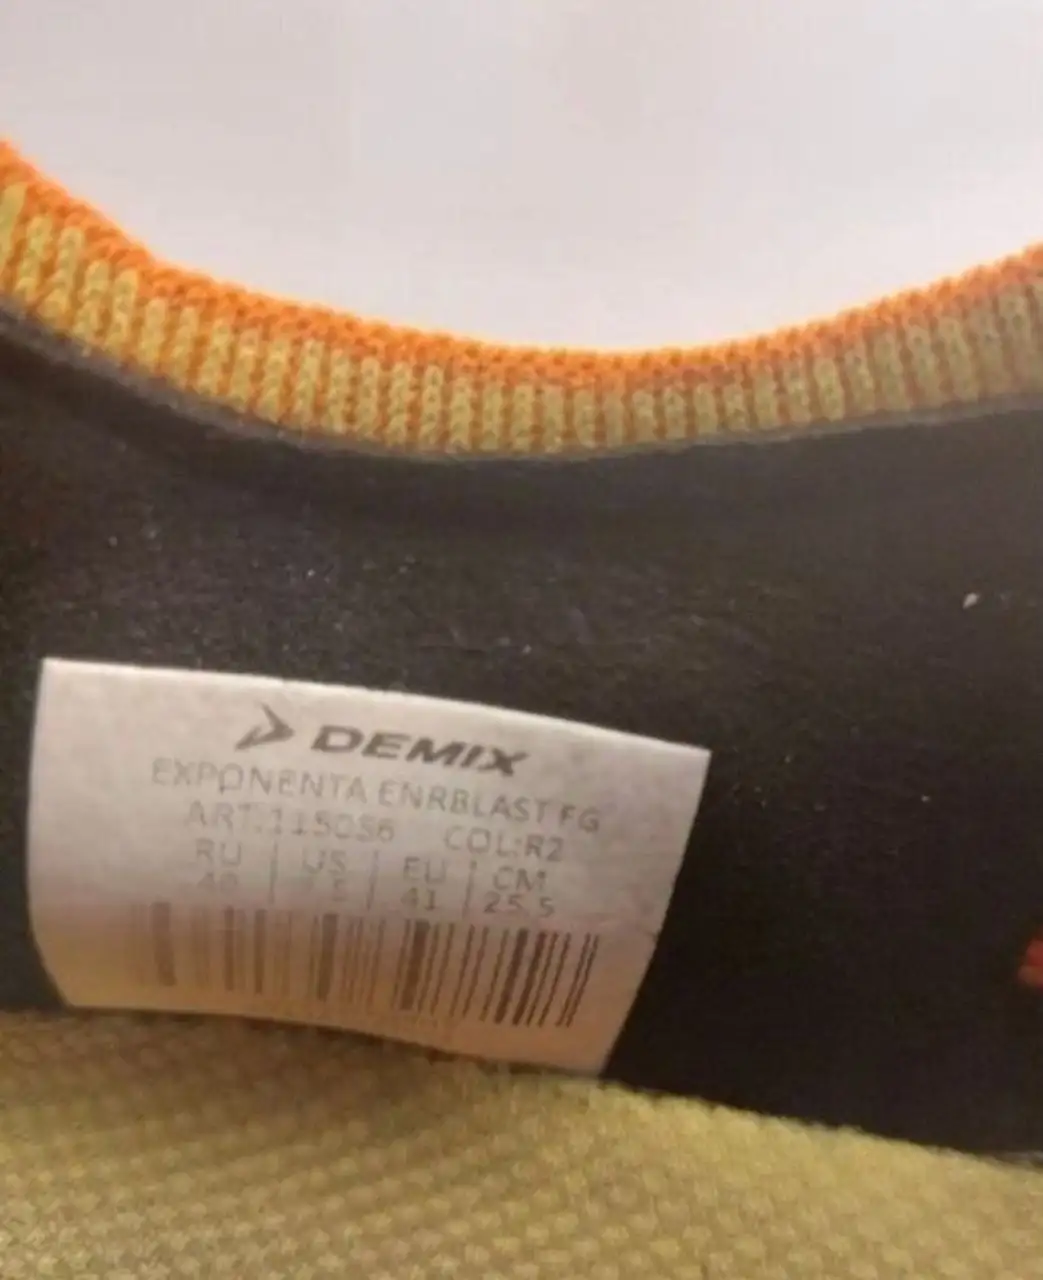 DEMIX
EXPONENTA ENRBLAST FG
ART.:115036 COL:R2
RU US EU CM
40 41 25.5